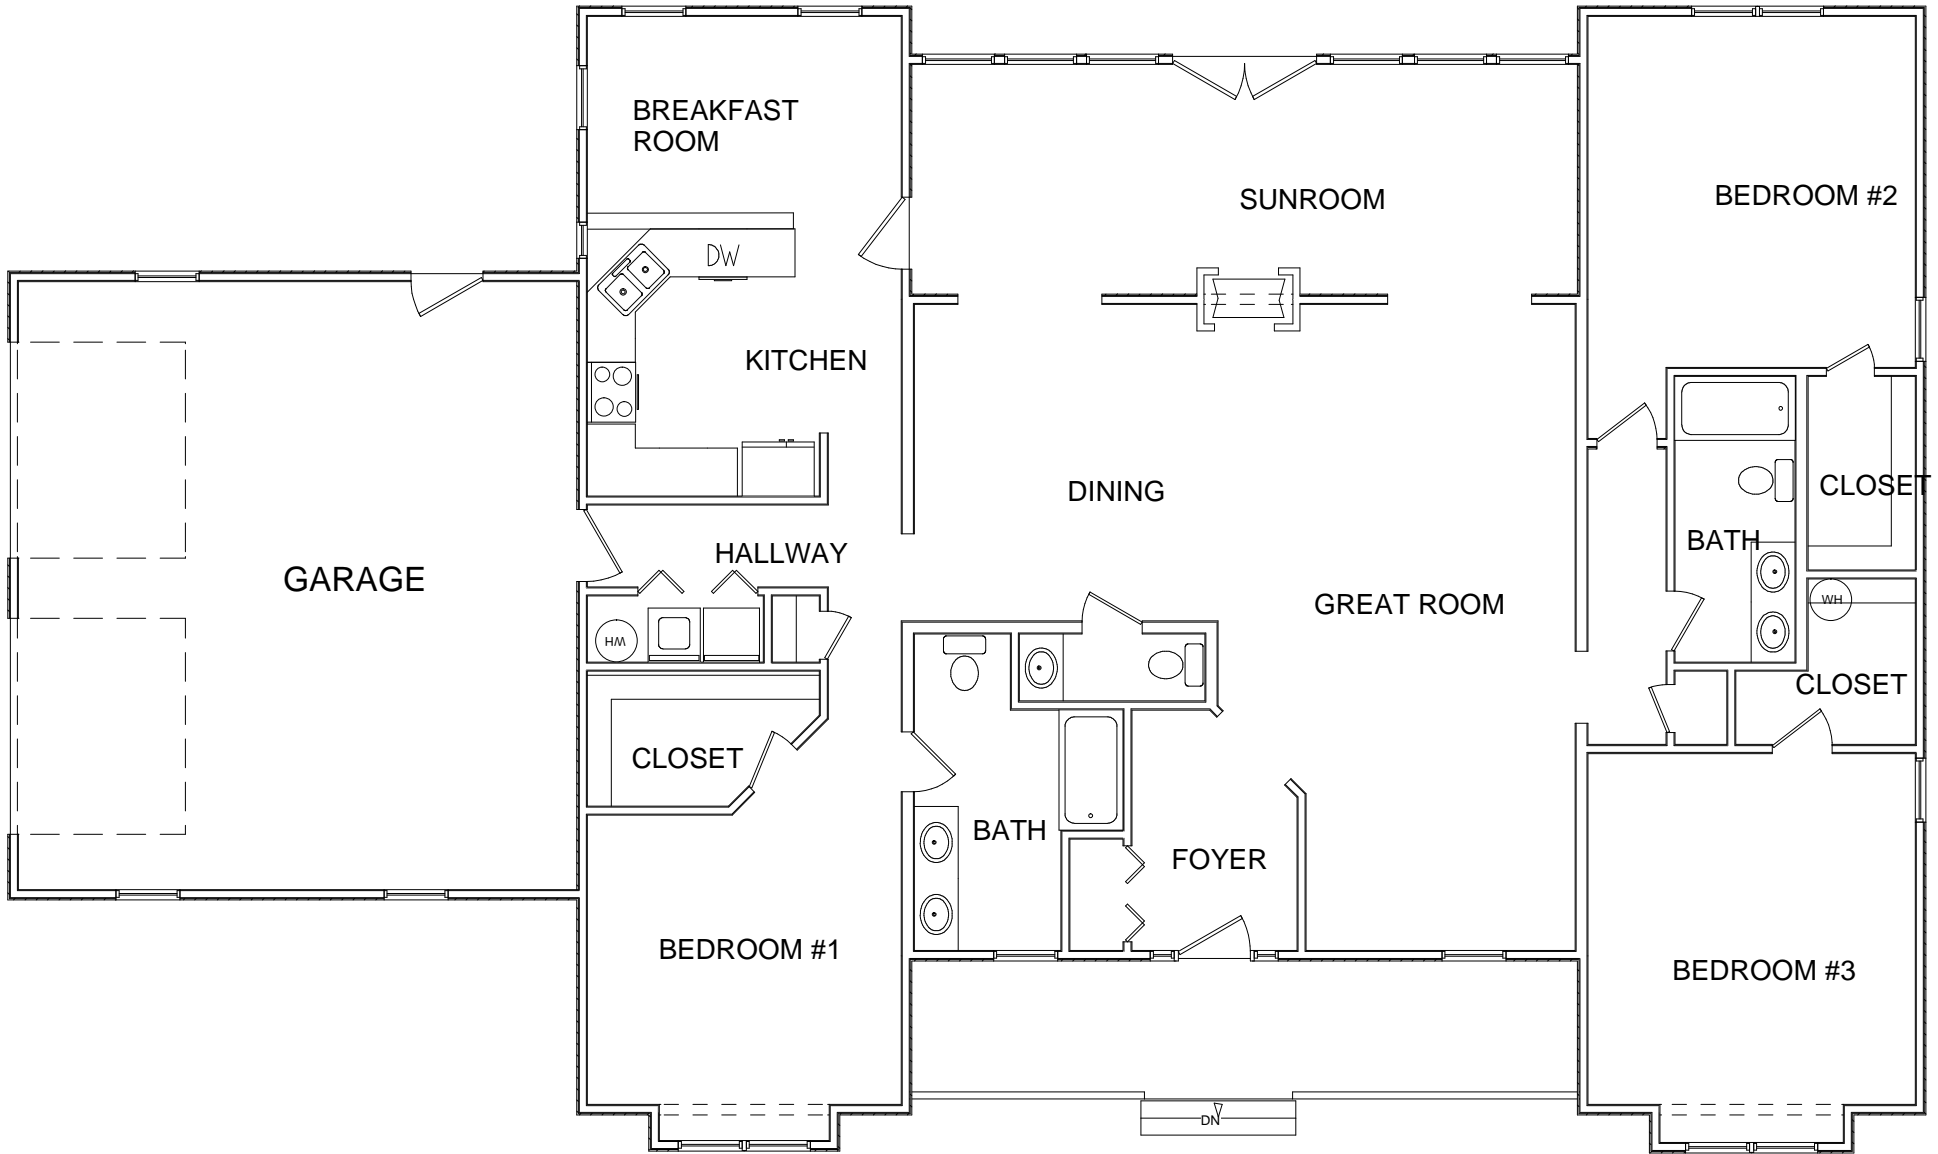 BREAKFAST
ROOM
SUNROOM
BEDROOM #2
DW
KITCHEN
DINING
CLOSET
BATH
HALLWAY
GARAGE
GREAT ROOM
WH
WH
CLOSET
CLOSET
BATH
FOYER
BEDROOM #1
BEDROOM #3
DN